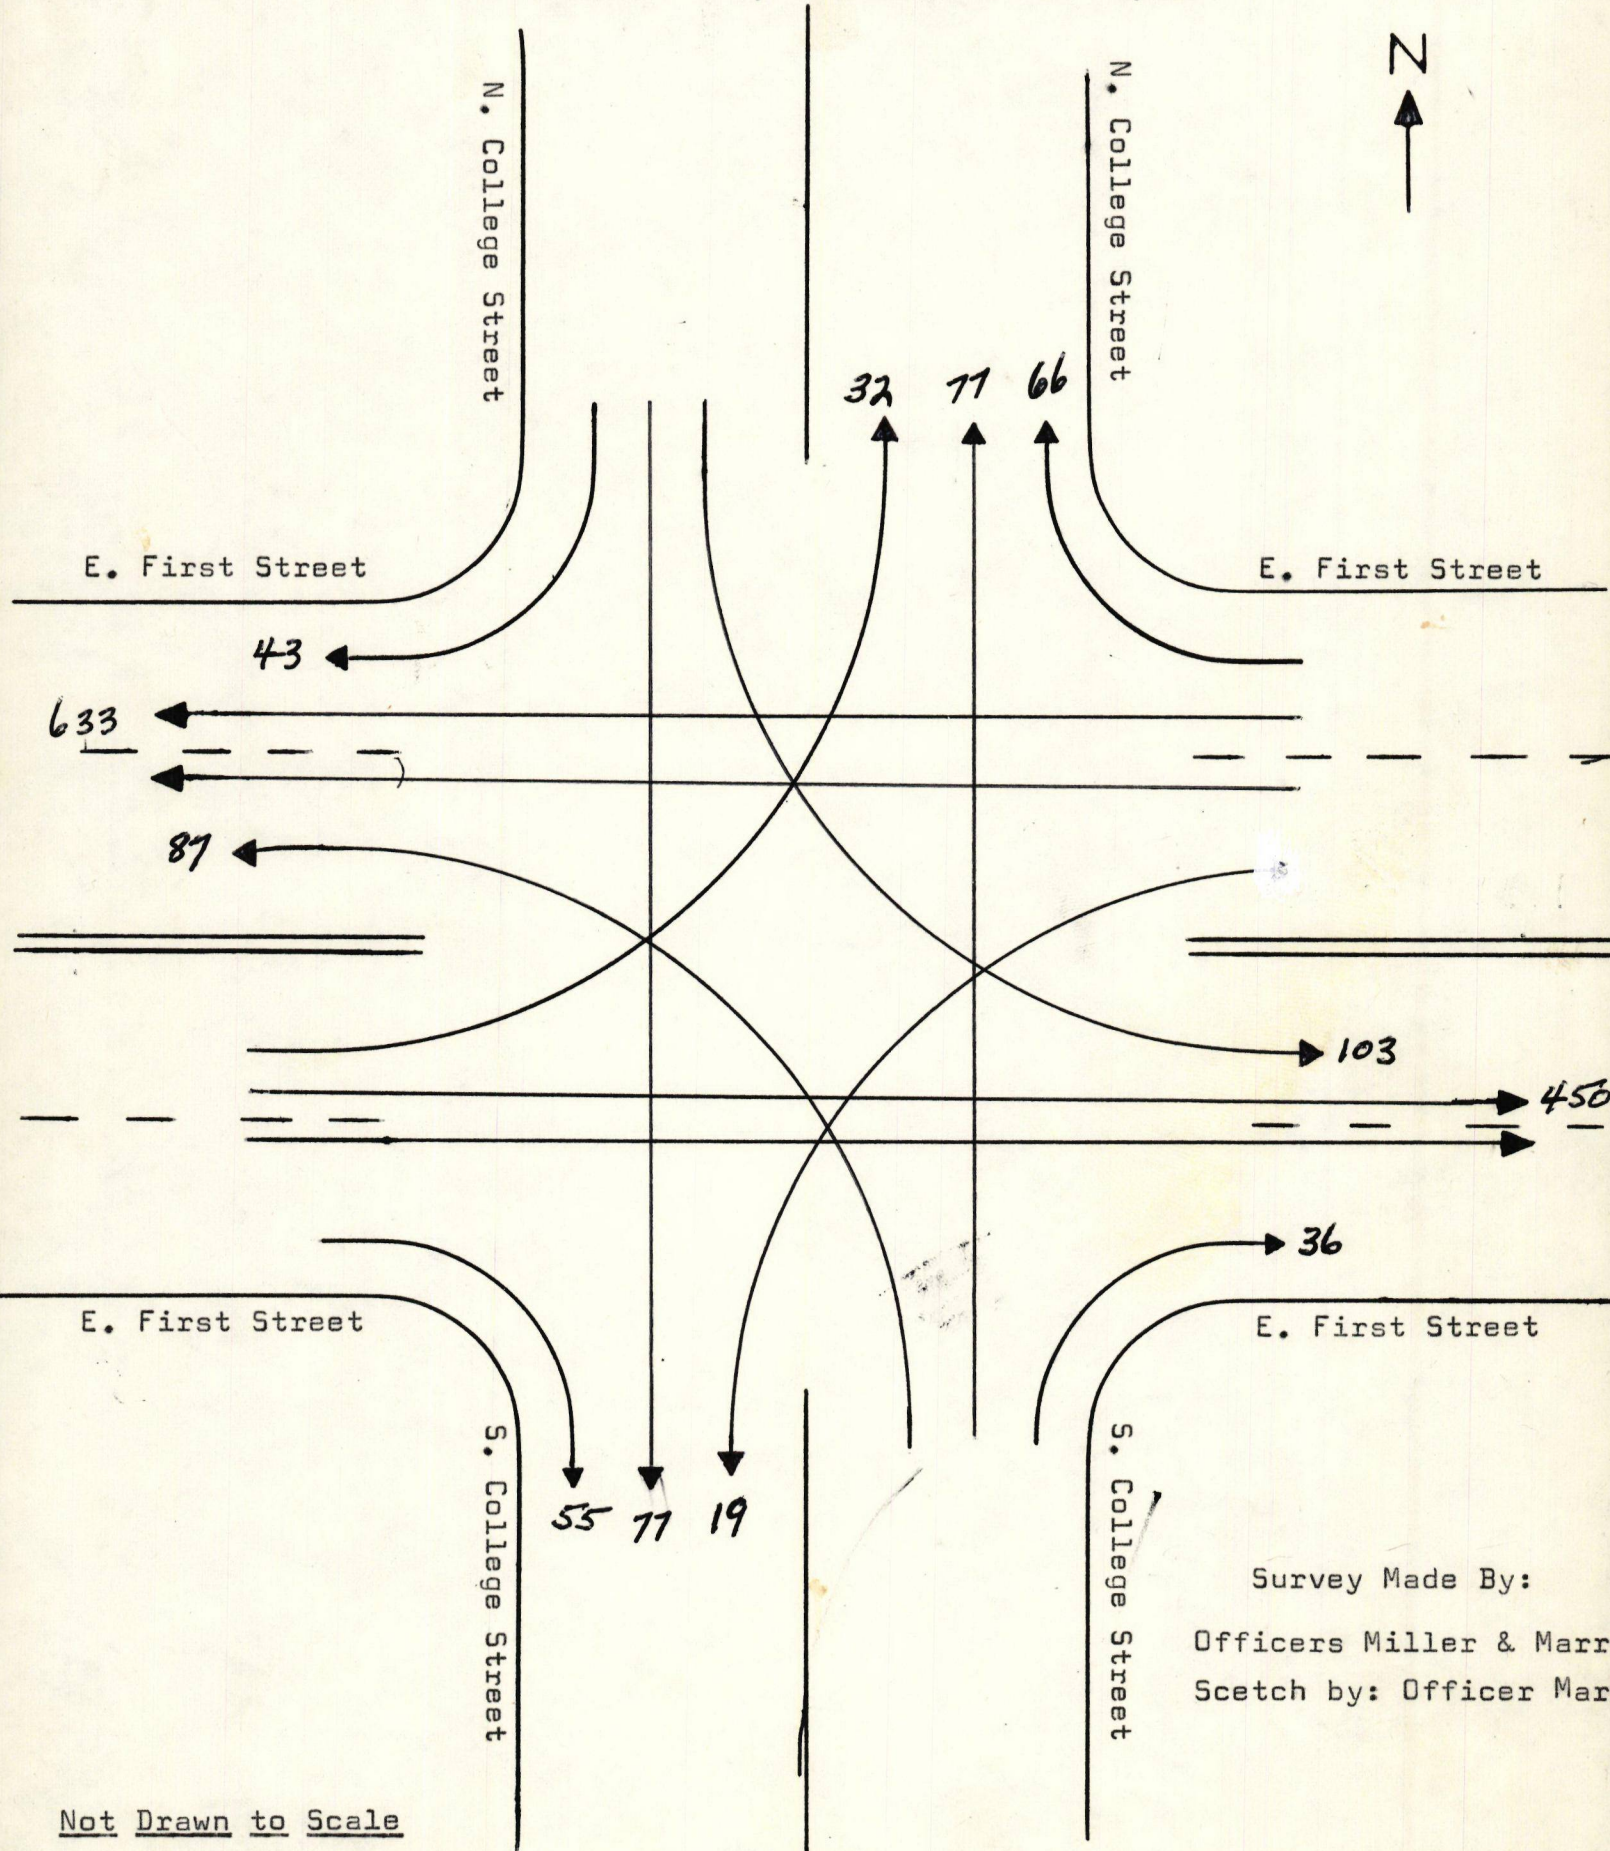 N
N. College Street
N. College Street
32 77 66
E. First Street
E. First Street
43
633
87
103
450
36
E. First Street
E. First Street
55 77 19
S. College Street
S. College Street
Survey Made By:
Officers Miller & Marr
Scetch by: Officer Mar
Not Drawn to Scale